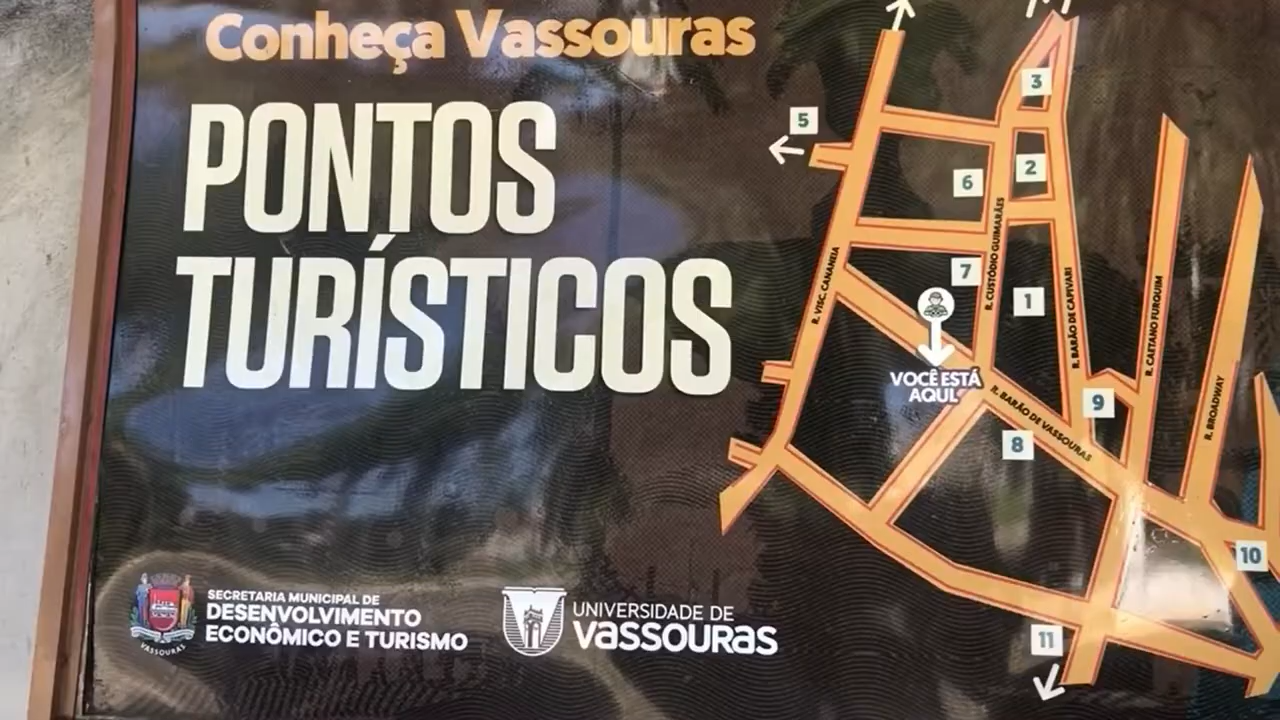 Conheça Vassouras
PONTOS
TURÍSTICOS
3
5
2
6
7
1
R. VISC. CANANEIA
R. CUSTÓDIO GUIMARÃES
R. BARÃO DE CAPIVARI
R. CAETANO FURQUIM
R. BROADWAY
VOCÊ ESTÁ
AQUI
R. BARÃO DE VASSOURAS
9
8
10
11
VASSOURAS
SECRETARIA MUNICIPAL DE
DESENVOLVIMENTO
ECONÔMICO E TURISMO
UNIVERSIDADE DE
VASSOURAS